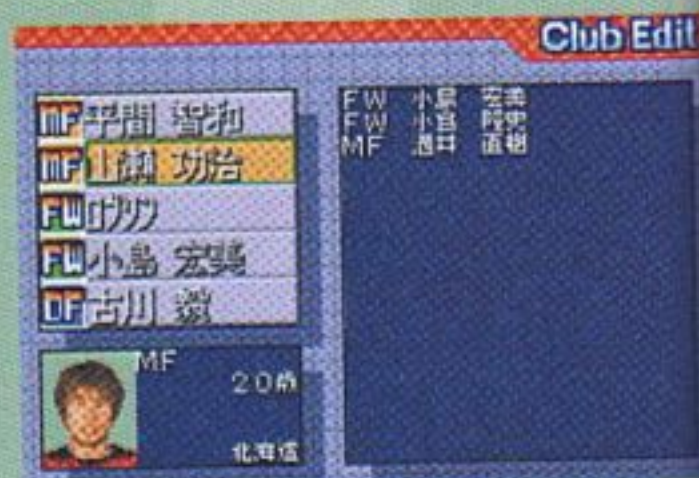 Club Edit
MF 平間 智和
MF 山瀬 功治
FW ロブソン
FW 小島 宏美
DF 古川 毅
MF
20歳
北海道
FW 小島 宏美
FW 小倉 隆史
MF 酒井 直樹